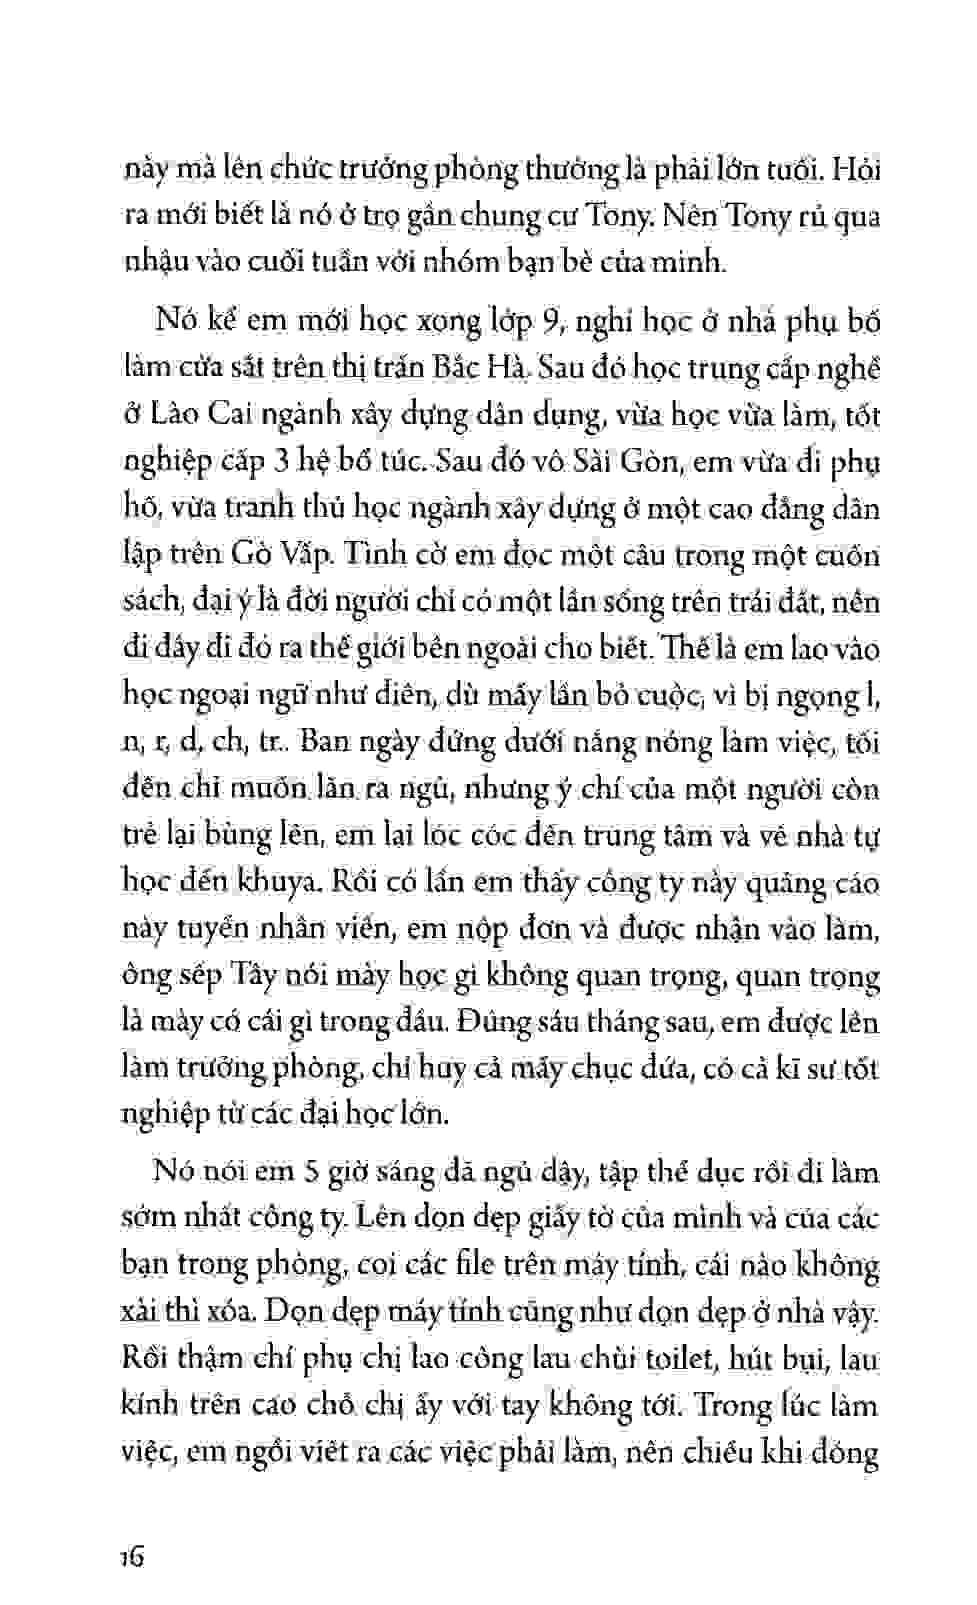 này mà lên chức trưởng phòng thường là phải lớn tuổi. Hỏi
ra mới biết là nó ở trọ gần chung cư Tony. Nên Tony rủ qua
nhậu vào cuối tuần với nhóm bạn bè của mình.
Nó kể em mới học xong lớp 9, nghỉ học ở nhà phụ bố
làm cửa sắt trên thị trấn Bắc Hà. Sau đó học trung cấp nghề
ở Lào Cai ngành xây dựng dân dụng, vừa học vừa làm, tốt
nghiệp cấp 3 hệ bổ túc. Sau đó vô Sài Gòn, em vừa đi phụ
hồ, vừa tranh thủ học ngành xây dựng ở một cao đẳng dân
lập trên Gò Vấp. Tình cờ em đọc một câu trong một cuốn
sách, đại ý là đời người chỉ có một lần sống trên trái đất, nên
đi đây đi đó ra thế giới bên ngoài cho biết. Thế là em lao vào
học ngoại ngữ như điên, dù mấy lần bỏ cuộc, vì bị ngọng l,
n, r, d, ch, tr.. Ban ngày đứng dưới nắng nóng làm việc, tối
đến chỉ muốn lăn ra ngủ, nhưng ý chí của một người còn
trẻ lại bùng lên, em lại lóc cóc đến trung tâm và về nhà tự
học đến khuya. Rồi có lần em thấy công ty này quảng cáo
này tuyển nhân viên, em nộp đơn và được nhận vào làm,
ông sếp Tây nói mày học gì không quan trọng, quan trọng
là mày có cái gì trong đầu. Đúng sáu tháng sau, em được lên
làm trưởng phòng, chỉ huy cả mấy chục đứa, có cả kĩ sư tốt
nghiệp từ các đại học lớn.
Nó nói em 5 giờ sáng đã ngủ dậy, tập thể dục rồi đi làm
sớm nhất công ty. Lên dọn dẹp giấy tờ của mình và của các
bạn trong phòng, coi các file trên máy tính, cái nào không
xài thì xóa. Dọn dẹp máy tính cũng như dọn dẹp ở nhà vậy.
Rồi thậm chí phụ chị lao công lau chùi toilet, hút bụi, lau
kính trên cao chỗ chị ấy với tay không tới. Trong lúc làm
việc, em ngồi viết ra các việc phải làm, nên chiều khi đóng
16